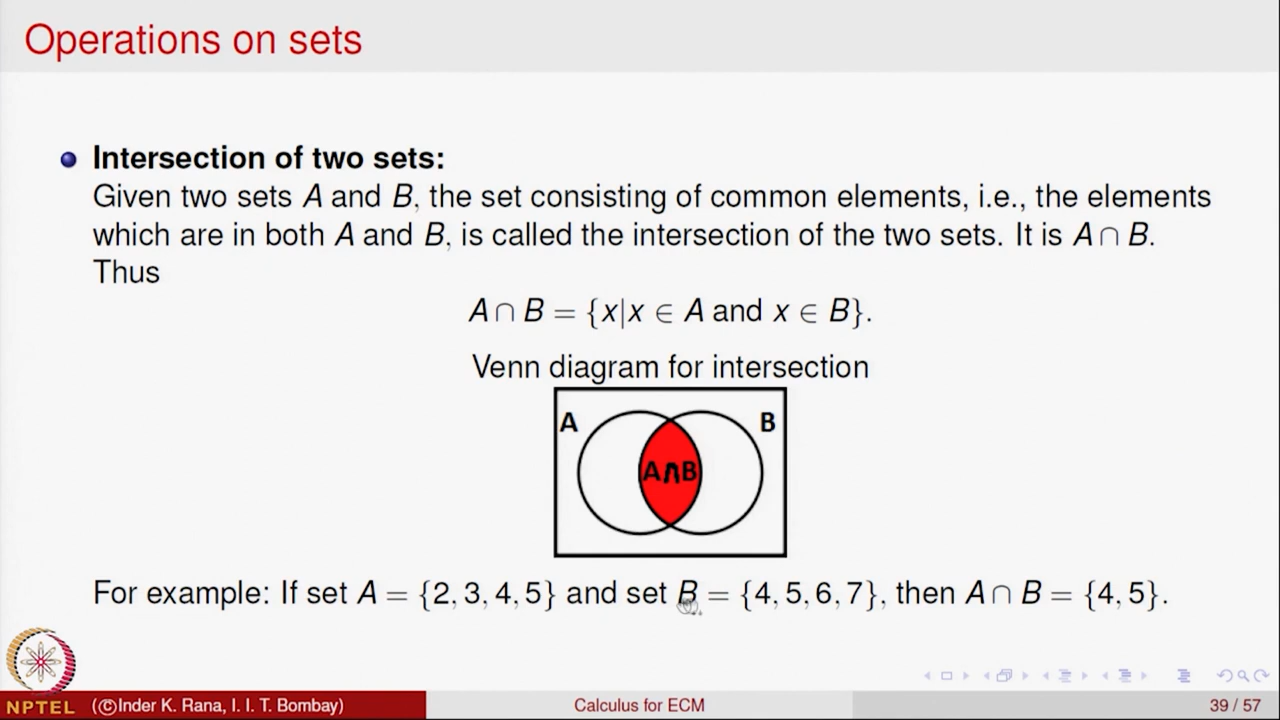 Operations on sets
Intersection of two sets:
Given two sets A and B, the set consisting of common elements, i.e., the elements
which are in both A and B, is called the intersection of the two sets. It is A ∩ B.
Thus
A ∩ B = {x|x ∈ A and x ∈ B}.
Venn diagram for intersection
A B
A∩B
For example: If set A = {2, 3, 4, 5} and set B = {4, 5, 6, 7}, then A ∩ B = {4, 5}.
NPTEL (©Inder K. Rana, I. I. T. Bombay) Calculus for ECM 39 / 57